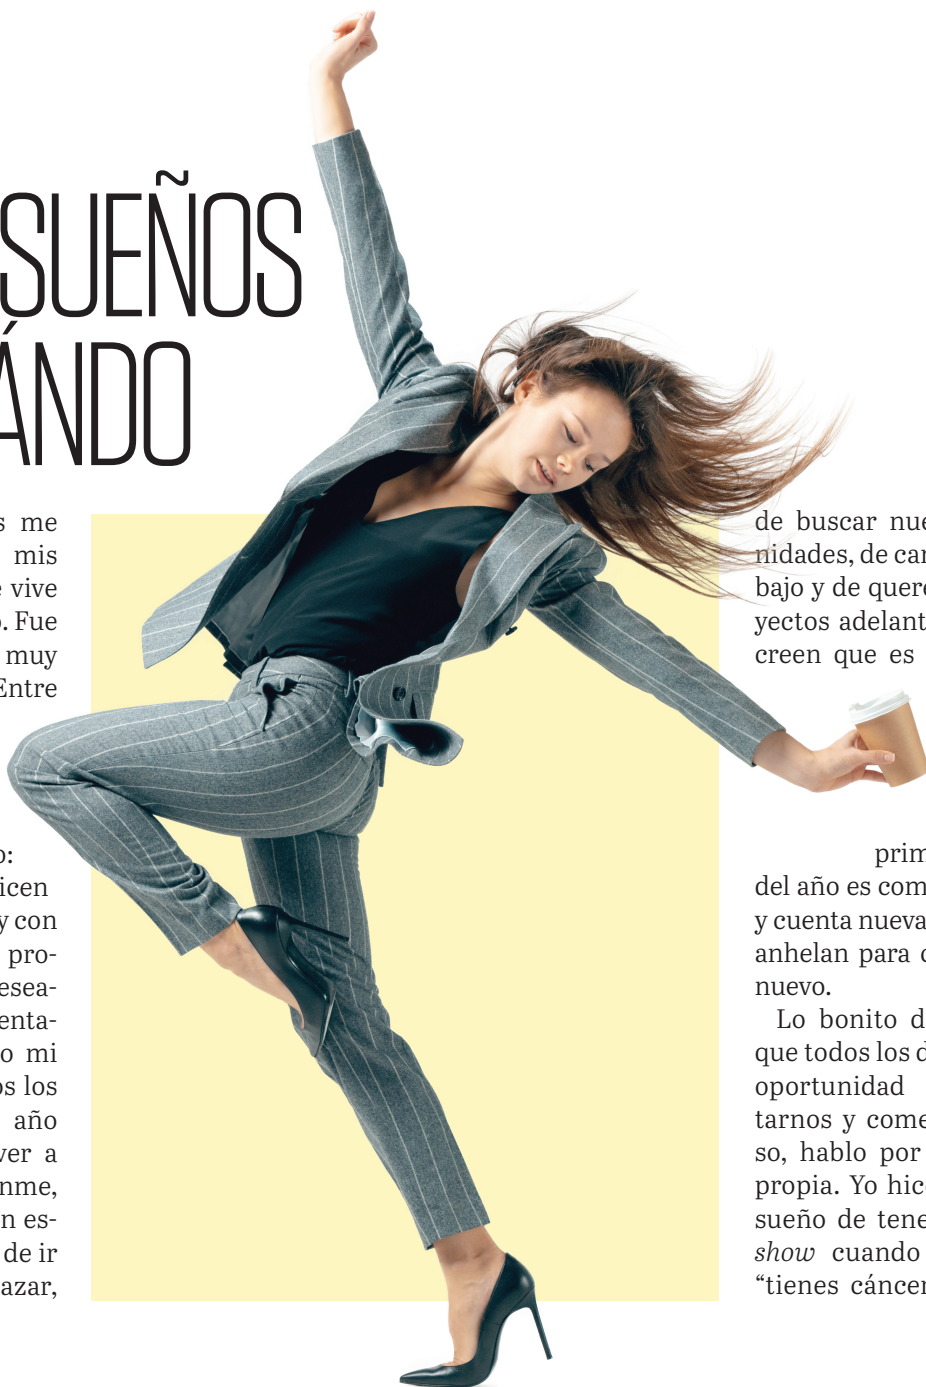 SUEÑOS
ÁNDO
s me
mis
e vive
o. Fue
muy
Entre
o:
icen
y con
pro-
esea-
enta-
o mi
os los
año
ver a
nme,
n es-
de ir
azar,
de buscar nue
nidades, de car
bajo y de quere
yectos adelant
creen que es
prim
del año es com
y cuenta nueva
anhelan para c
nuevo.
Lo bonito d
que todos los d
oportunidad
tarnos y come
so, hablo por
propia. Yo hice
sueño de tene
show cuando
“tienes cáncer